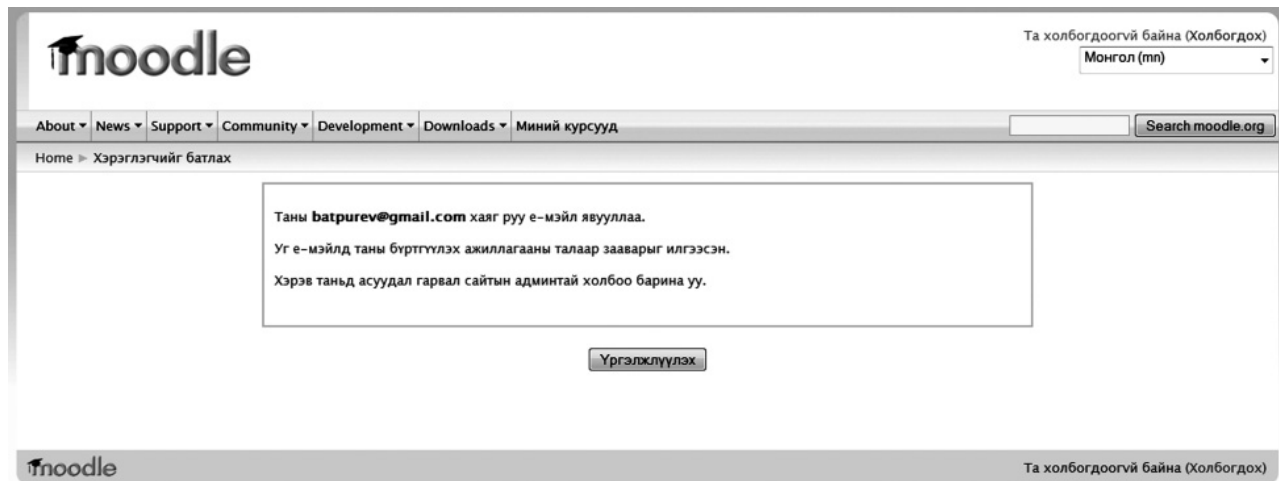 moodle
Та холбогдоогүй байна (Холбогдох)
Монгол (mn)
About News Support Community Development Downloads Миний курсууд
Search moodle.org
Home Хэрэглэгчийг батлах
Таны batpurev@gmail.com хаяг руу е-мэйл явууллаа.
Уг е-мэйлд таны бүртгүүлэх ажиллагааны талаар зааварыг илгээсэн.
Хэрэв таньд асуудал гарвал сайтын админтай холбоо барина уу.
Үргэлжлүүлэх
moodle
Та холбогдоогүй байна (Холбогдох)